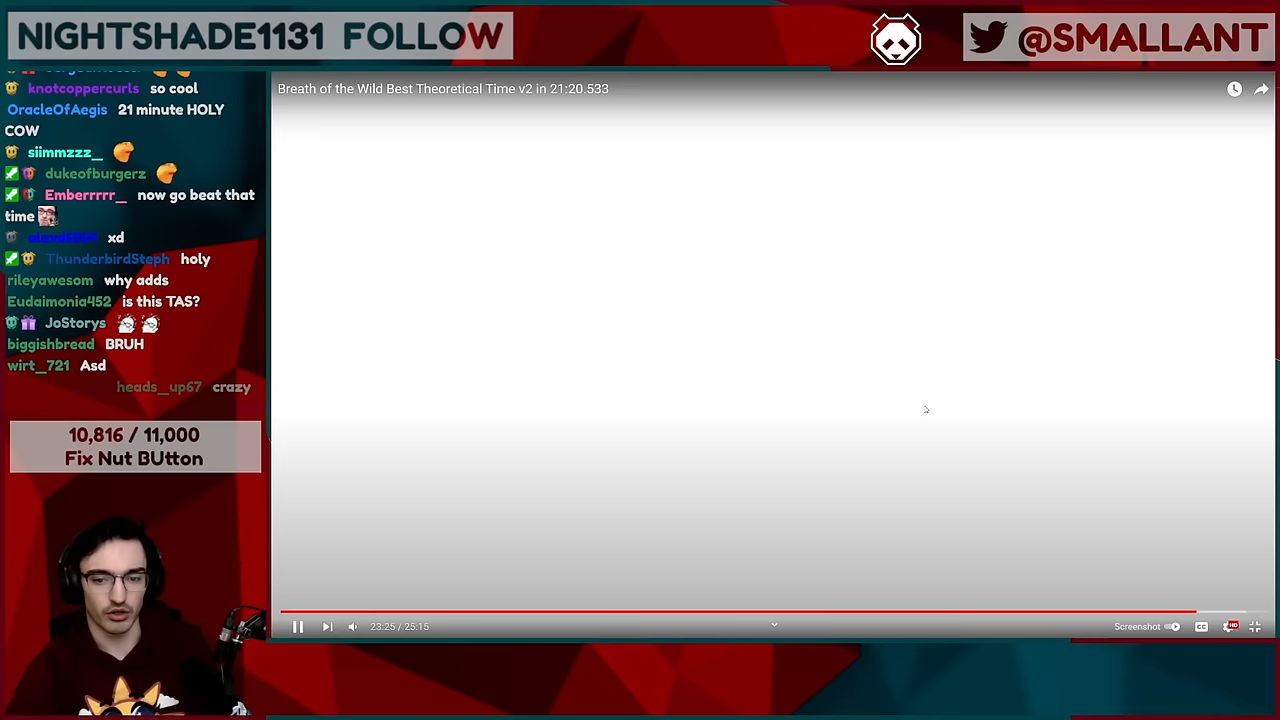 NIGHTSHADE1131 FOLLOW
@SMALLANT
knotcoppercurls so cool
OracleOfAegis 21 minute HOLY
COW
siimmzzz_
dukeofburgerz
Emberrrrr_ now go beat that
time
xd
ThunderbirdSteph holy
rileyawesom why adds
Eudaimonia452 is this TAS?
JoStorys
biggishbread BRUH
wirt_721 Asd
heads_up67 crazy
10,816 / 11,000
Fix Nut BUtton
Breath of the Wild Best Theoretical Time v2 in 21:20.533
23:25 / 25:15
Screenshot
CC
HD